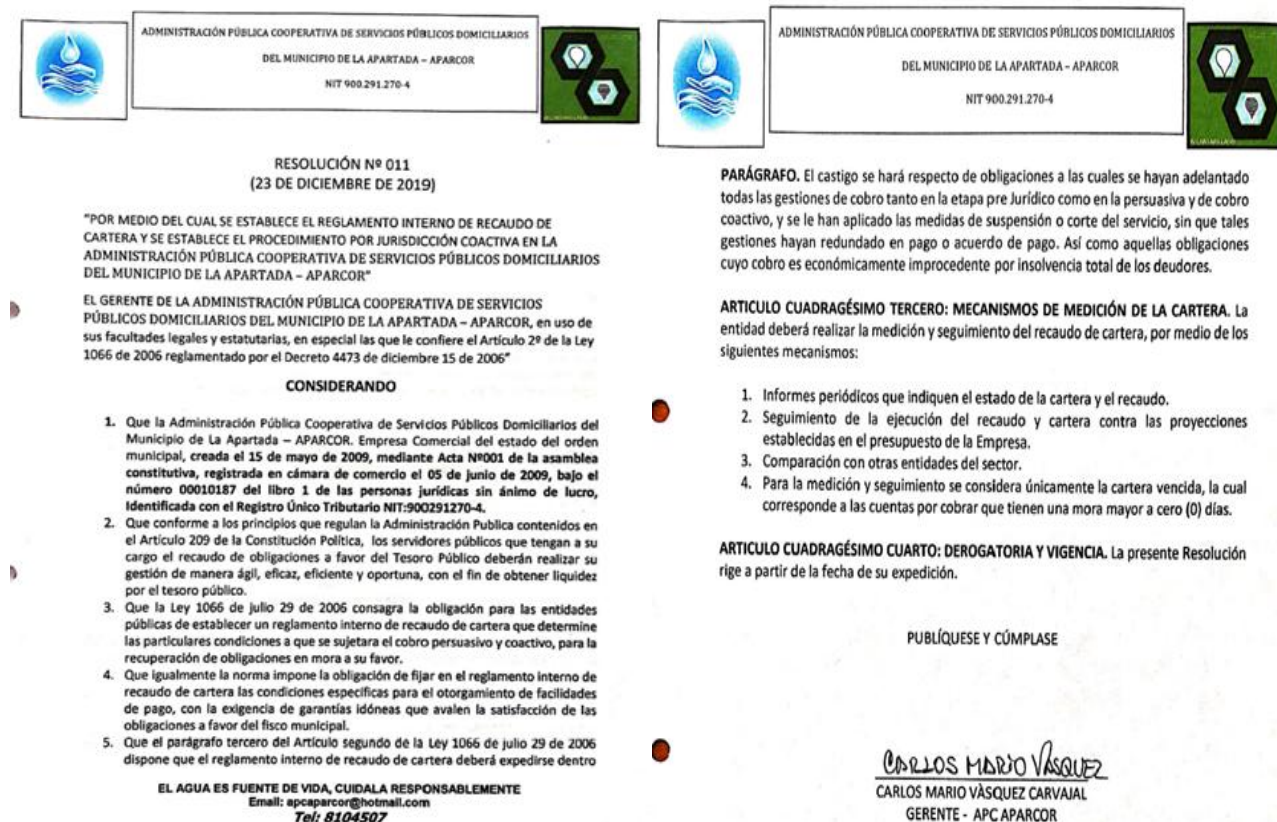 ADMINISTRACIÓN PÚBLICA COOPERATIVA DE SERVICIOS PÚBLICOS DOMICILIARIOS
DEL MUNICIPIO DE LA APARTADA – APARCOR
NIT 900.291.270-4
RESOLUCIÓN Nº 011
(23 DE DICIEMBRE DE 2019)
"POR MEDIO DEL CUAL SE ESTABLECE EL REGLAMENTO INTERNO DE RECAUDO DE
CARTERA Y SE ESTABLECE EL PROCEDIMIENTO POR JURISDICCIÓN COACTIVA EN LA
ADMINISTRACIÓN PÚBLICA COOPERATIVA DE SERVICIOS PÚBLICOS DOMICILIARIOS
DEL MUNICIPIO DE LA APARTADA – APARCOR"
EL GERENTE DE LA ADMINISTRACIÓN PÚBLICA COOPERATIVA DE SERVICIOS
PÚBLICOS DOMICILIARIOS DEL MUNICIPIO DE LA APARTADA – APARCOR, en uso de
sus facultades legales y estatutarias, en especial las que le confiere el Artículo 2º de la Ley
1066 de 2006 reglamentado por el Decreto 4473 de diciembre 15 de 2006"
CONSIDERANDO
1. Que la Administración Pública Cooperativa de Servicios Públicos Domiciliarios del
Municipio de La Apartada – APARCOR. Empresa Comercial del estado del orden
municipal, creada el 15 de mayo de 2009, mediante Acta Nº001 de la asamblea
constitutiva, registrada en cámara de comercio el 05 de junio de 2009, bajo el
número 00010187 del libro 1 de las personas jurídicas sin ánimo de lucro,
Identificada con el Registro Único Tributario NIT:900291270-4.
2. Que conforme a los principios que regulan la Administración Publica contenidos en
el Artículo 209 de la Constitución Política, los servidores públicos que tengan a su
cargo el recaudo de obligaciones a favor del Tesoro Público deberán realizar su
gestión de manera ágil, eficaz, eficiente y oportuna, con el fin de obtener liquidez
por el tesoro público.
3. Que la Ley 1066 de julio 29 de 2006 consagra la obligación para las entidades
públicas de establecer un reglamento interno de recaudo de cartera que determine
las particulares condiciones a que se sujetara el cobro persuasivo y coactivo, para la
recuperación de obligaciones en mora a su favor.
4. Que igualmente la norma impone la obligación de fijar en el reglamento interno de
recaudo de cartera las condiciones específicas para el otorgamiento de facilidades
de pago, con la exigencia de garantías idóneas que avalen la satisfacción de las
obligaciones a favor del fisco municipal.
5. Que el parágrafo tercero del Artículo segundo de la Ley 1066 de julio 29 de 2006
dispone que el reglamento interno de recaudo de cartera deberá expedirse dentro
EL AGUA ES FUENTE DE VIDA, CUIDALA RESPONSABLEMENTE
Email: apcaparcor@hotmail.com
Tel: 8104507
ADMINISTRACIÓN PÚBLICA COOPERATIVA DE SERVICIOS PÚBLICOS DOMICILIARIOS
DEL MUNICIPIO DE LA APARTADA – APARCOR
NIT 900.291.270-4
PARÁGRAFO. El castigo se hará respecto de obligaciones a las cuales se hayan adelantado
todas las gestiones de cobro tanto en la etapa pre Jurídico como en la persuasiva y de cobro
coactivo, y se le han aplicado las medidas de suspensión o corte del servicio, sin que tales
gestiones hayan redundado en pago o acuerdo de pago. Así como aquellas obligaciones
cuyo cobro es económicamente improcedente por insolvencia total de los deudores.
ARTICULO CUADRAGÉSIMO TERCERO: MECANISMOS DE MEDICIÓN DE LA CARTERA. La
entidad deberá realizar la medición y seguimiento del recaudo de cartera, por medio de los
siguientes mecanismos:
1. Informes periódicos que indiquen el estado de la cartera y el recaudo.
2. Seguimiento de la ejecución del recaudo y cartera contra las proyecciones
establecidas en el presupuesto de la Empresa.
3. Comparación con otras entidades del sector.
4. Para la medición y seguimiento se considera únicamente la cartera vencida, la cual
corresponde a las cuentas por cobrar que tienen una mora mayor a cero (0) días.
ARTICULO CUADRAGÉSIMO CUARTO: DEROGATORIA Y VIGENCIA. La presente Resolución
rige a partir de la fecha de su expedición.
PUBLÍQUESE Y CÚMPLASE
CARLOS MARIO VÁSQUEZ
CARLOS MARIO VÀSQUEZ CARVAJAL
GERENTE - APC APARCOR